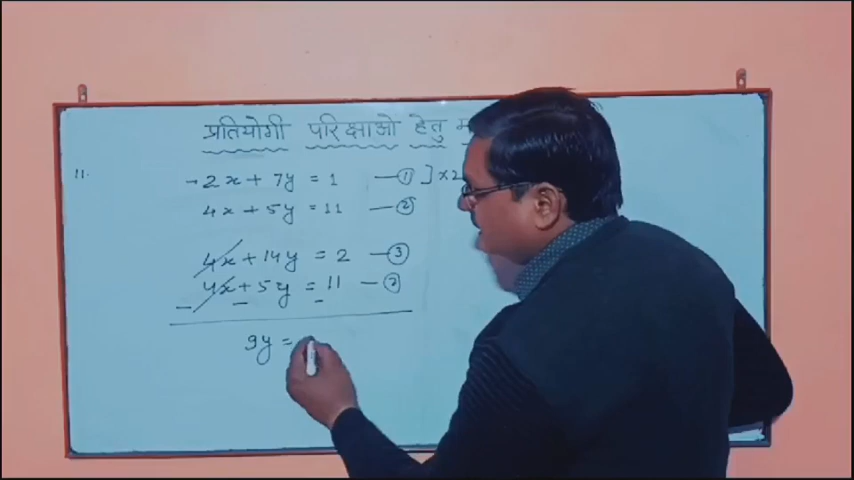 प्रतियोगी परिक्षाओ हेतु
11.
2x + 7y = 1 — ① ] ×2
4x + 5y = 11 — ②
4x + 14y = 2 — ③
4x + 5y = 11 — ②
− − −
9y =